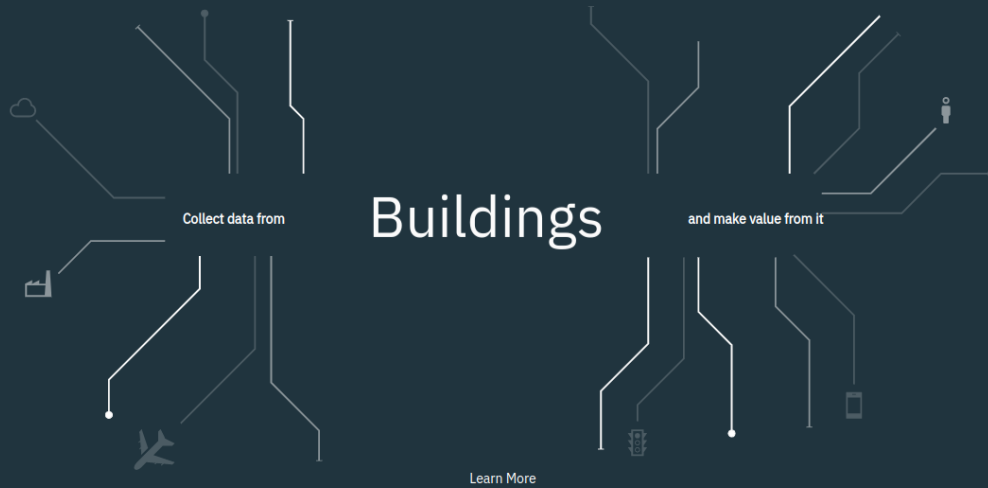 Collect data from
Buildings
and make value from it
Learn More